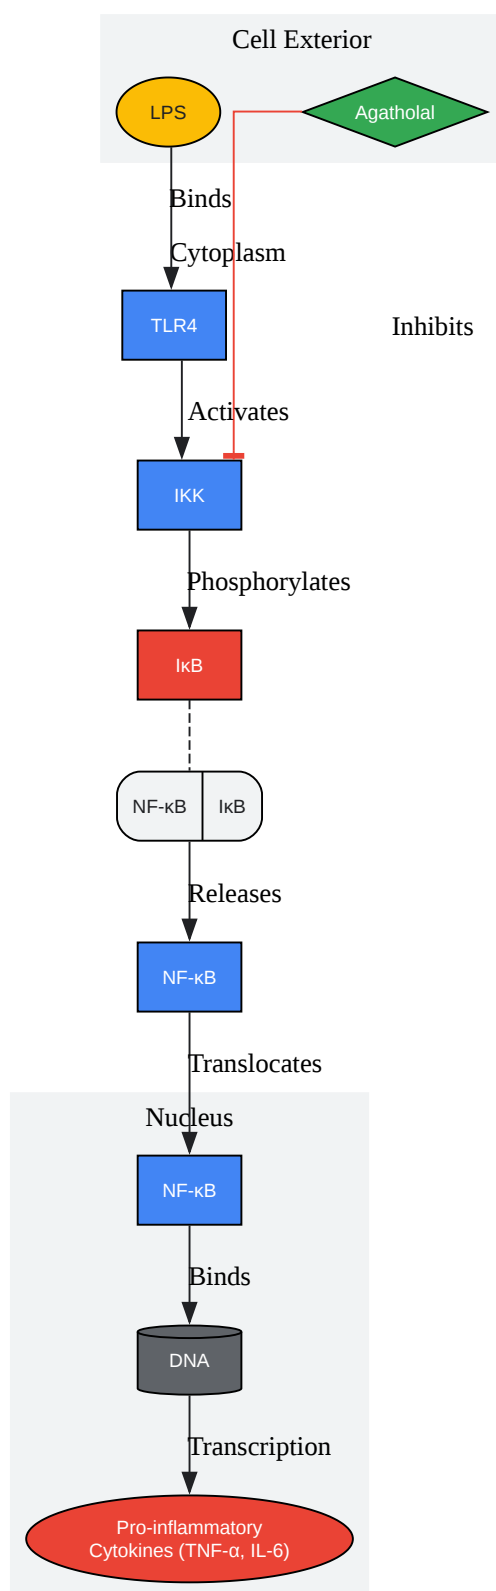 Cell Exterior
LPS
Agatholal
Binds
Cytoplasm
TLR4
Inhibits
Activates
IKK
Phosphorylates
IκB
NF-κB
IκB
Releases
NF-κB
Translocates
Nucleus
NF-κB
Binds
DNA
Transcription
Pro-inflammatory
Cytokines (TNF-α, IL-6)